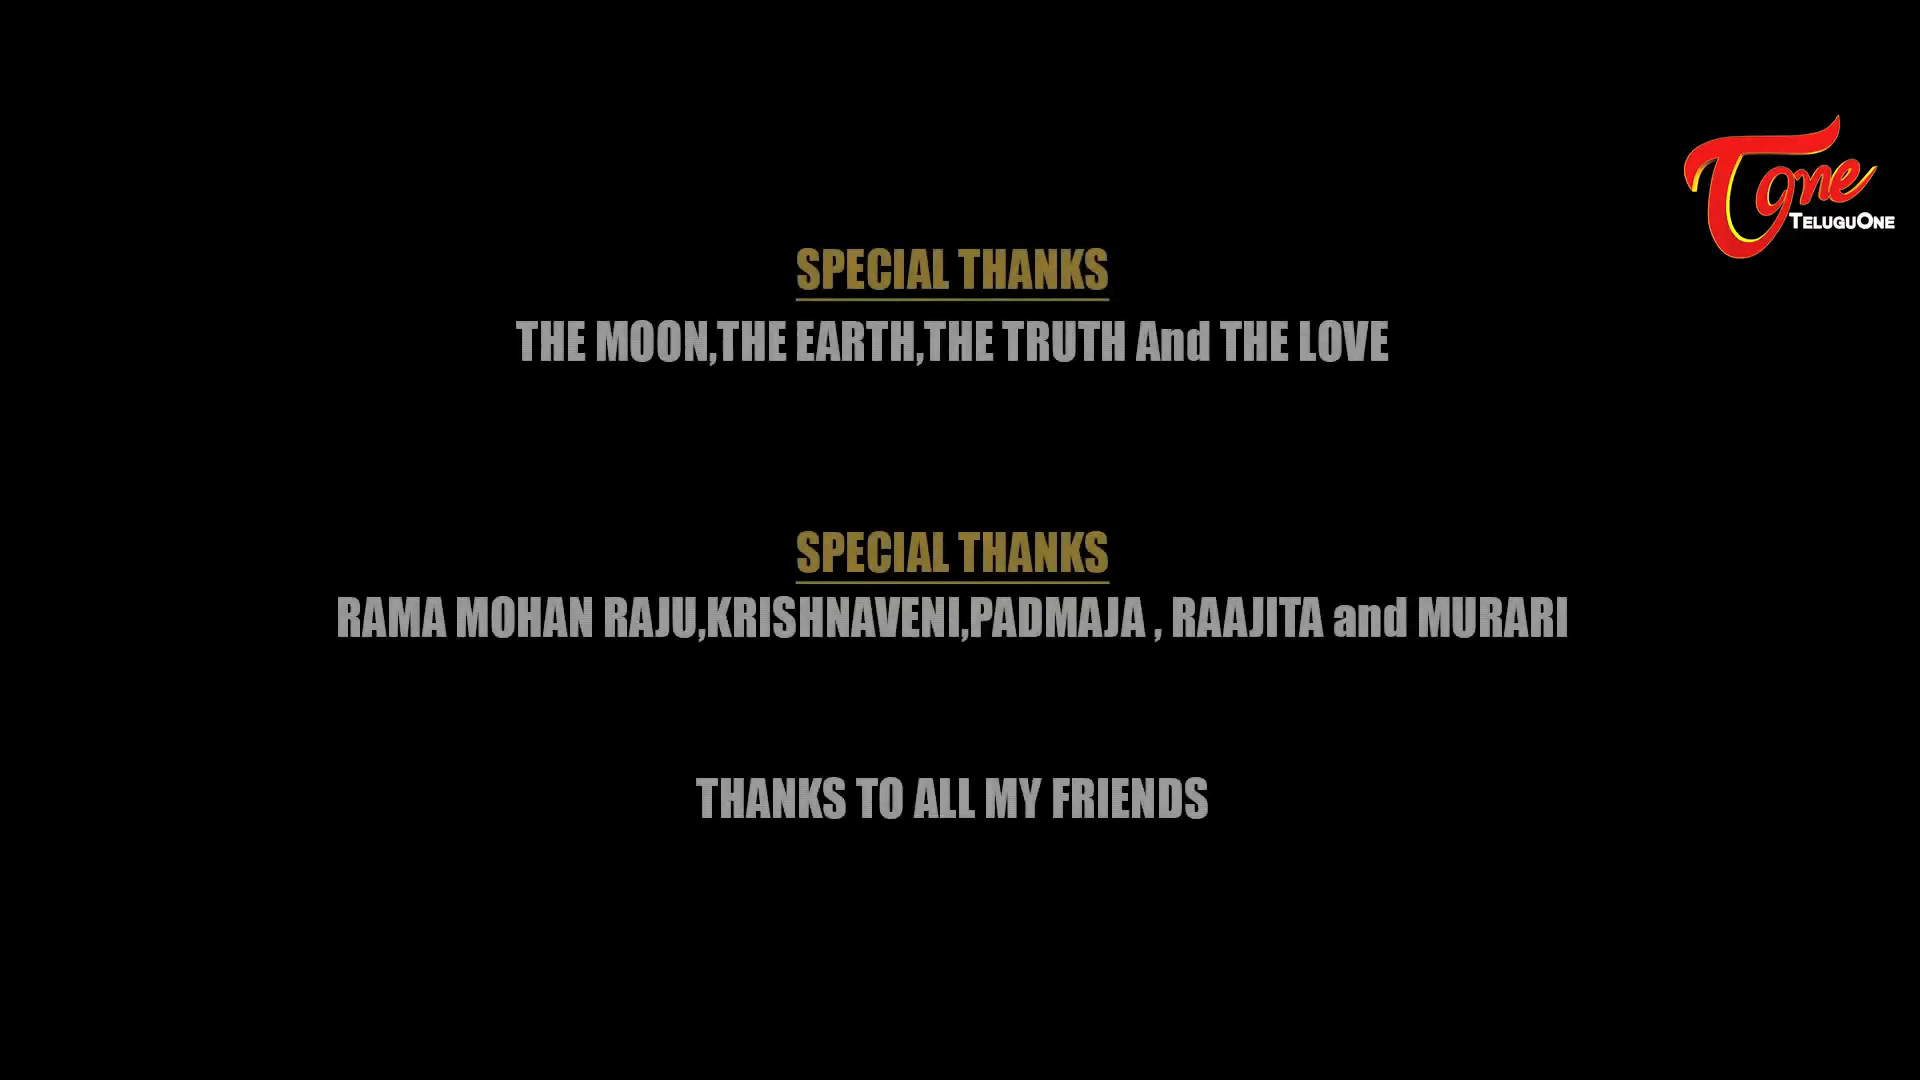 Tone
TELUGUONE
SPECIAL THANKS
THE MOON,THE EARTH,THE TRUTH And THE LOVE
SPECIAL THANKS
RAMA MOHAN RAJU,KRISHNAVENI,PADMAJA , RAAJITA and MURARI
THANKS TO ALL MY FRIENDS